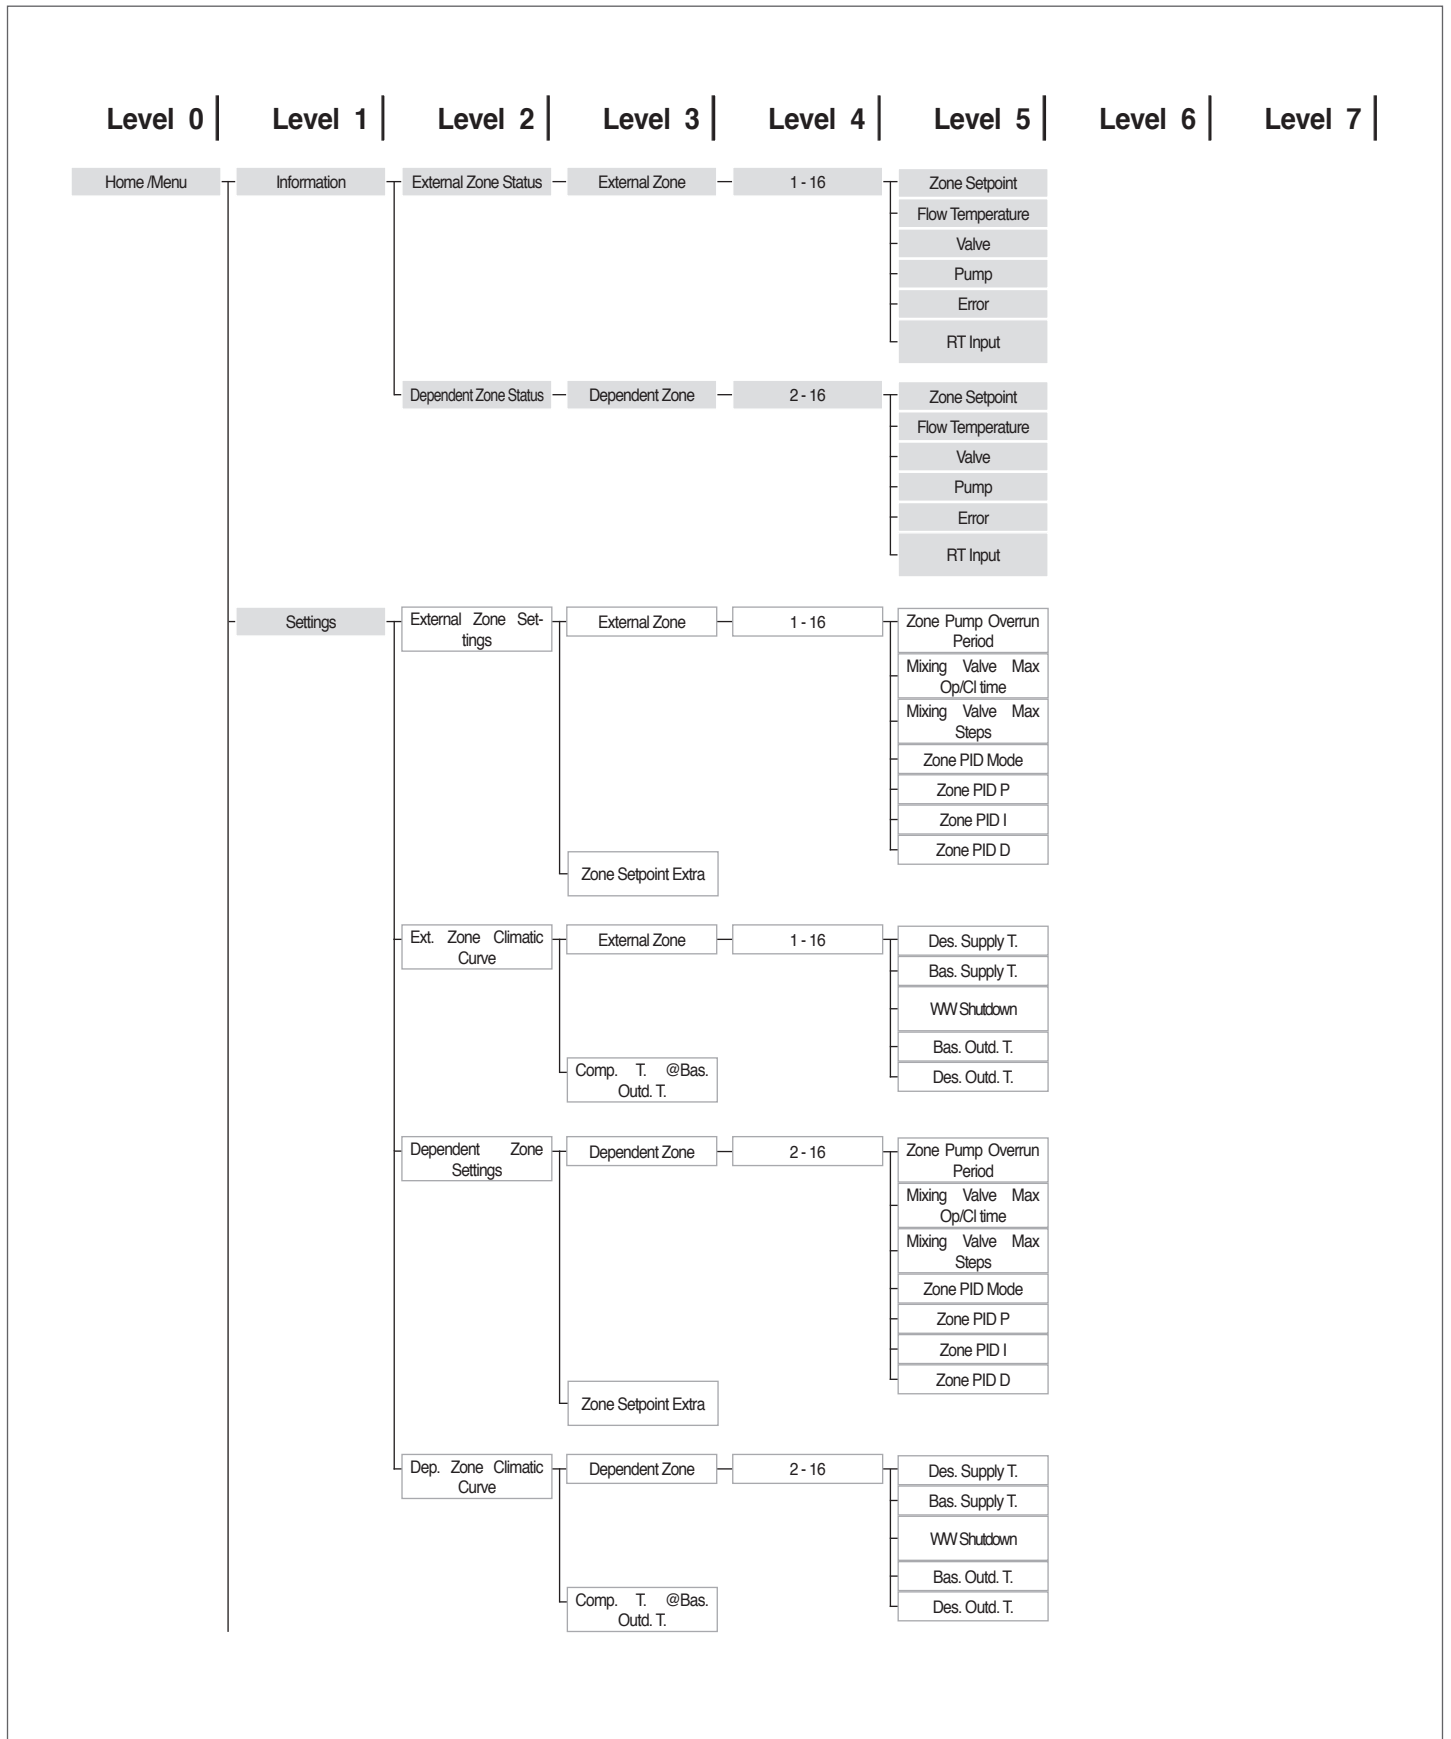 Level 0 Level 1 Level 2 Level 3 Level 4 Level 5 Level 6 Level 7
Home /Menu Information External Zone Status External Zone 1 - 16 Zone Setpoint
Flow Temperature
Valve
Pump
Error
RT Input
Dependent Zone Status Dependent Zone 2 - 16 Zone Setpoint
Flow Temperature
Valve
Pump
Error
RT Input
Settings External Zone Set-
tings
External Zone 1 - 16 Zone Pump Overrun
Period
Mixing Valve Max
Op/Cl time
Mixing Valve Max
Steps
Zone PID Mode
Zone PID P
Zone PID I
Zone PID D
Zone Setpoint Extra
Ext. Zone Climatic
Curve
External Zone 1 - 16 Des. Supply T.
Bas. Supply T.
WW Shutdown
Bas. Outd. T.
Des. Outd. T.
Comp. T. @Bas.
Outd. T.
Dependent Zone
Settings
Dependent Zone 2 - 16 Zone Pump Overrun
Period
Mixing Valve Max
Op/Cl time
Mixing Valve Max
Steps
Zone PID Mode
Zone PID P
Zone PID I
Zone PID D
Zone Setpoint Extra
Dep. Zone Climatic
Curve
Dependent Zone 2 - 16 Des. Supply T.
Bas. Supply T.
WW Shutdown
Bas. Outd. T.
Des. Outd. T.
Comp. T. @Bas.
Outd. T.